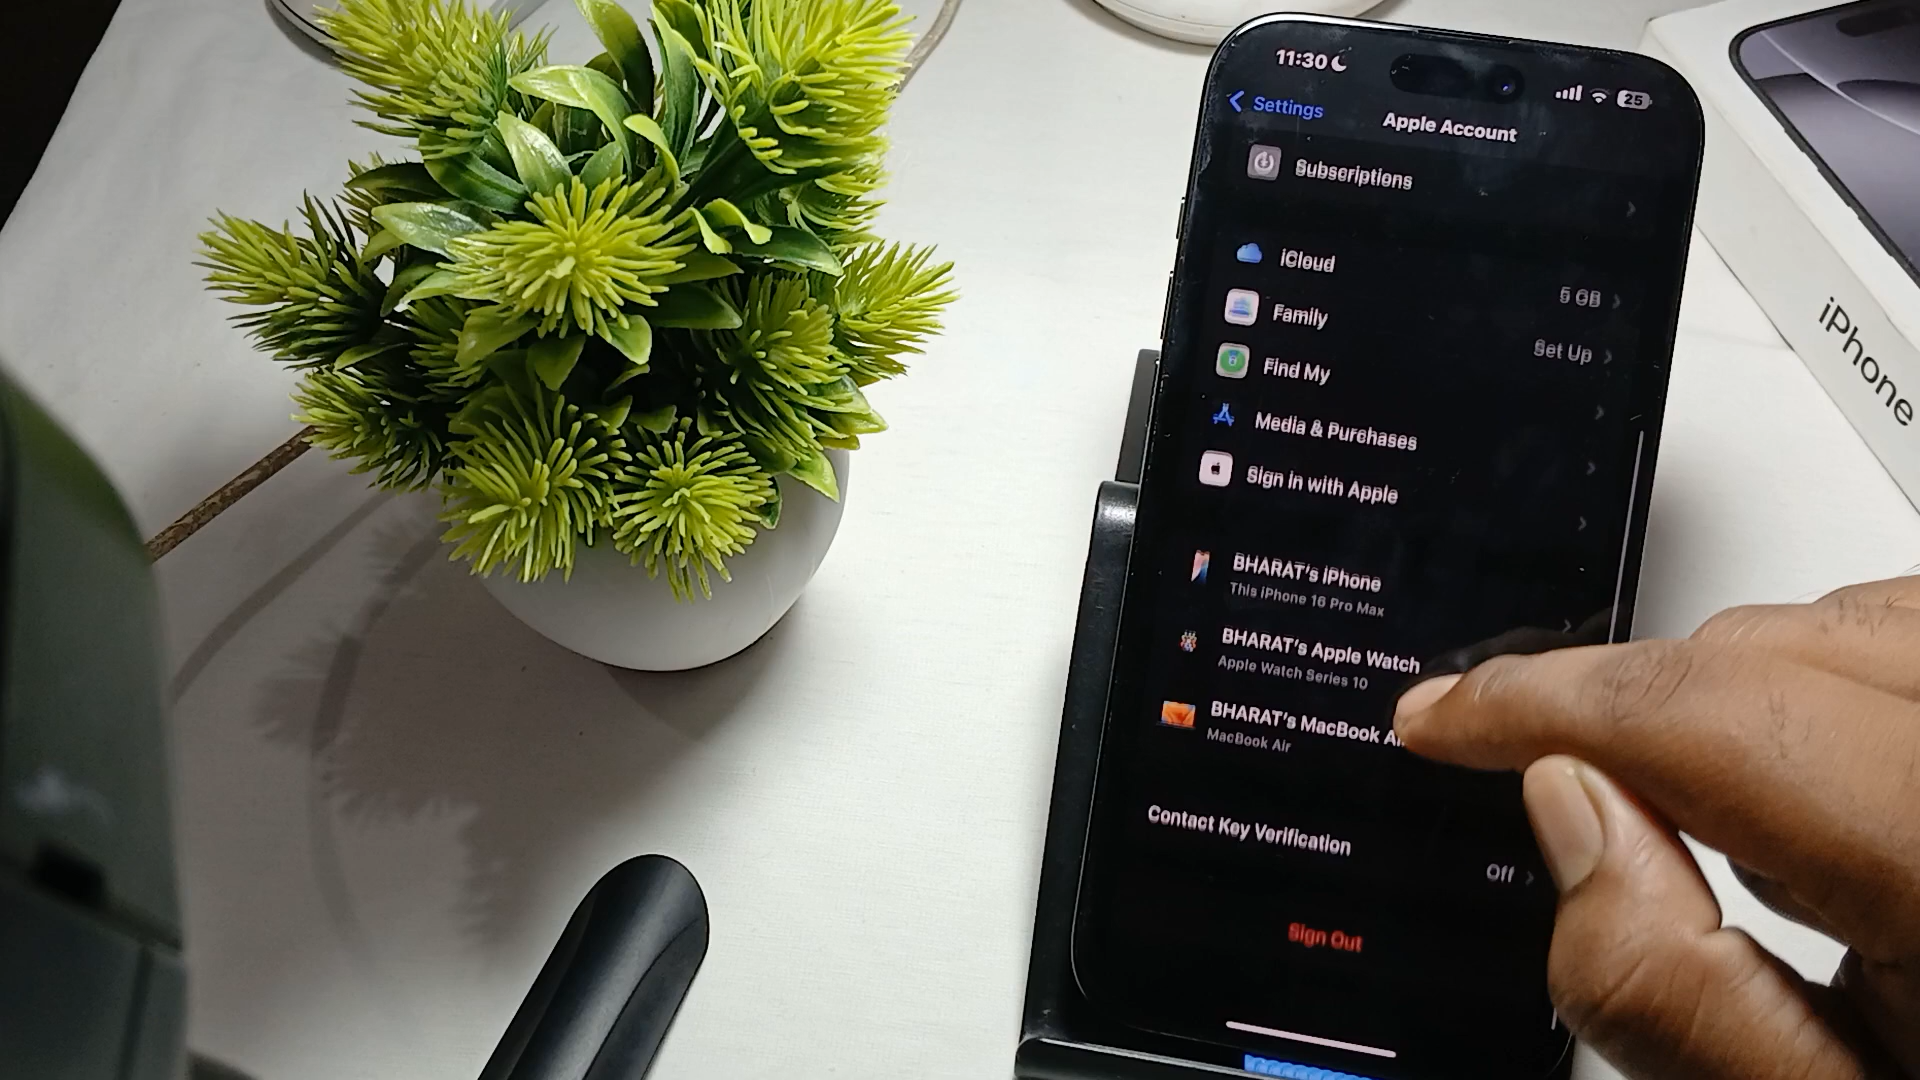 11:30
25
Settings
Apple Account
Subscriptions
iCloud
5 GB
Family
Set Up
Find My
Media & Purchases
Sign in with Apple
BHARAT's iPhone
This iPhone 16 Pro Max
BHARAT's Apple Watch
Apple Watch Series 10
BHARAT's MacBook
MacBook Air
Contact Key Verification
Off
Sign Out
iPhone